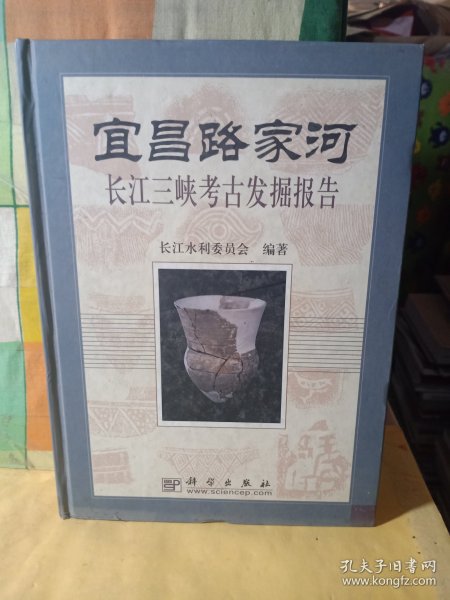 宜昌路家河
长江三峡考古发掘报告
长江水利委员会 编著
科学出版社
www.sciencep.com
孔夫子旧书网
www.kongfz.com